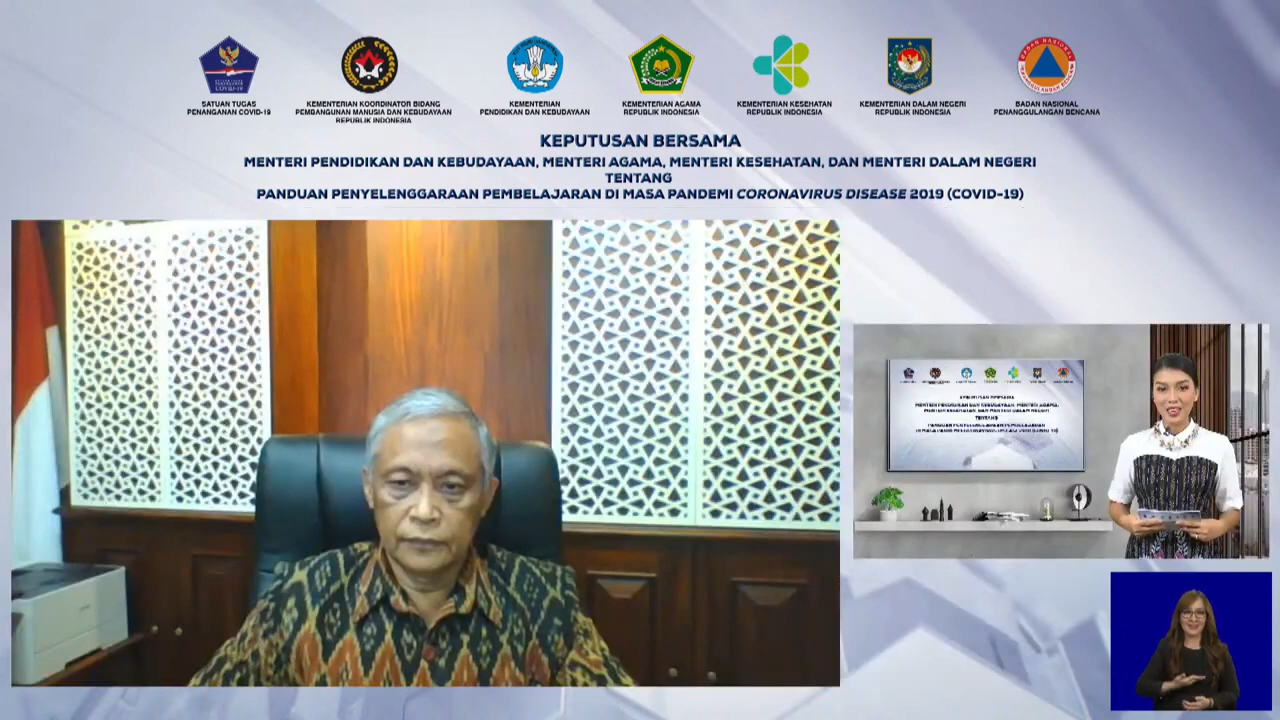 SATUAN TUGAS
PENANGANAN COVID-19
KEMENTERIAN KOORDINATOR BIDANG
PEMBANGUNAN MANUSIA DAN KEBUDAYAAN
REPUBLIK INDONESIA
KEMENTERIAN
PENDIDIKAN DAN KEBUDAYAAN
KEMENTERIAN AGAMA
REPUBLIK INDONESIA
KEMENTERIAN KESEHATAN
REPUBLIK INDONESIA
KEMENTERIAN DALAM NEGERI
REPUBLIK INDONESIA
BADAN NASIONAL
PENANGGULANGAN BENCANA
KEPUTUSAN BERSAMA
MENTERI PENDIDIKAN DAN KEBUDAYAAN, MENTERI AGAMA, MENTERI KESEHATAN, DAN MENTERI DALAM NEGERI
TENTANG
PANDUAN PENYELENGGARAAN PEMBELAJARAN DI MASA PANDEMI CORONAVIRUS DISEASE 2019 (COVID-19)